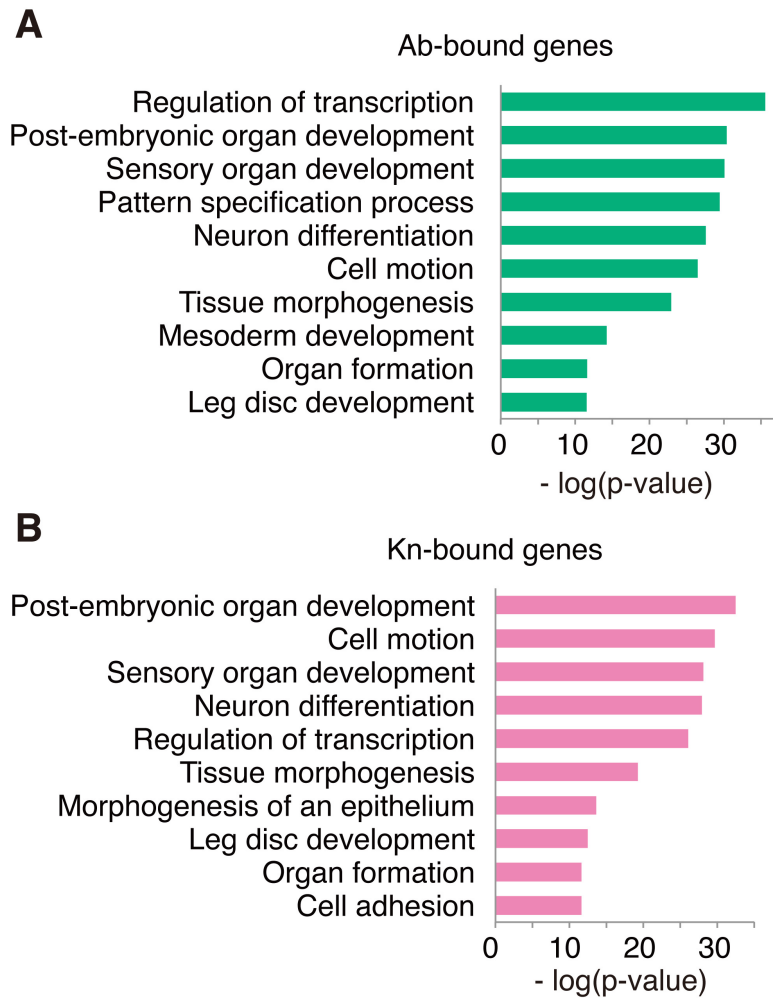 A
Ab-bound genes
Regulation of transcription
Post-embryonic organ development
Sensory organ development
Pattern specification process
Neuron differentiation
Cell motion
Tissue morphogenesis
Mesoderm development
Organ formation
Leg disc development
0 10 20 30
- log(p-value)
B
Kn-bound genes
Post-embryonic organ development
Cell motion
Sensory organ development
Neuron differentiation
Regulation of transcription
Tissue morphogenesis
Morphogenesis of an epithelium
Leg disc development
Organ formation
Cell adhesion
0 10 20 30
- log(p-value)